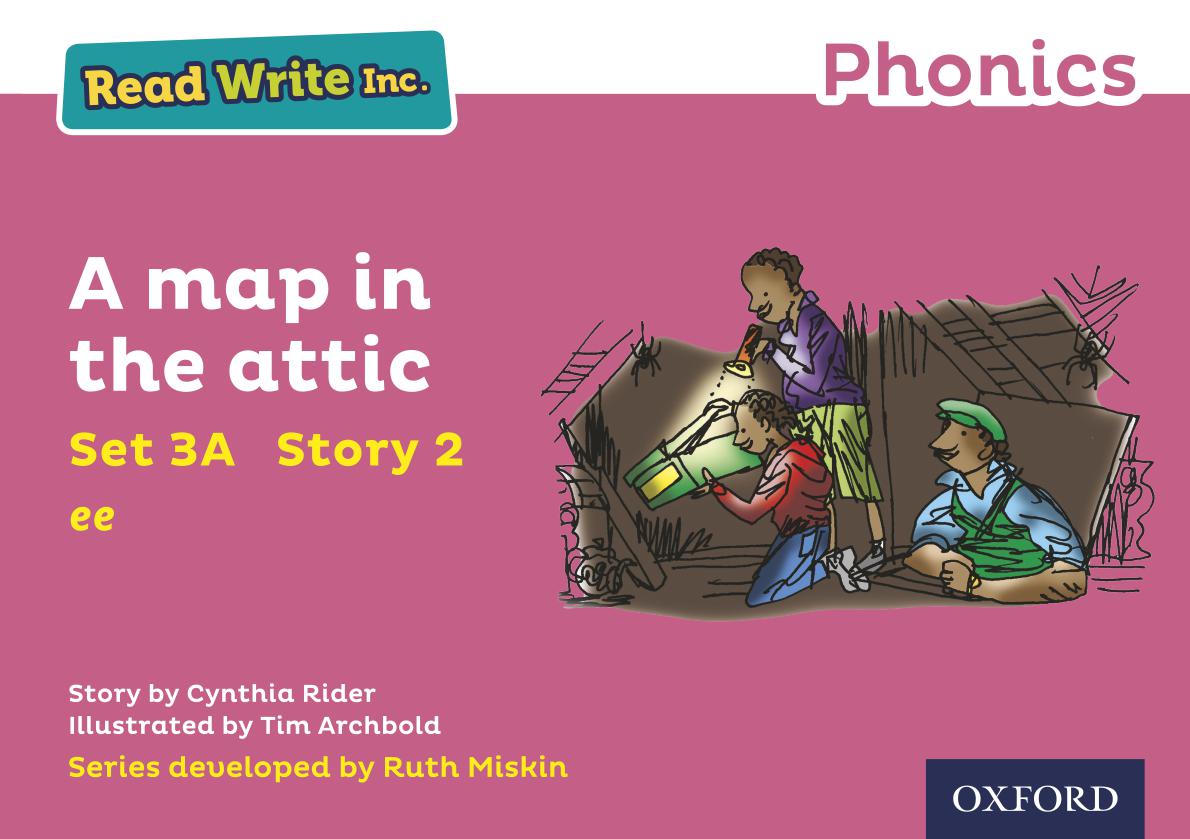 Read Write Inc.
Phonics
A map in
the attic
Set 3A Story 2
ee
Story by Cynthia Rider
Illustrated by Tim Archbold
Series developed by Ruth Miskin
OXFORD